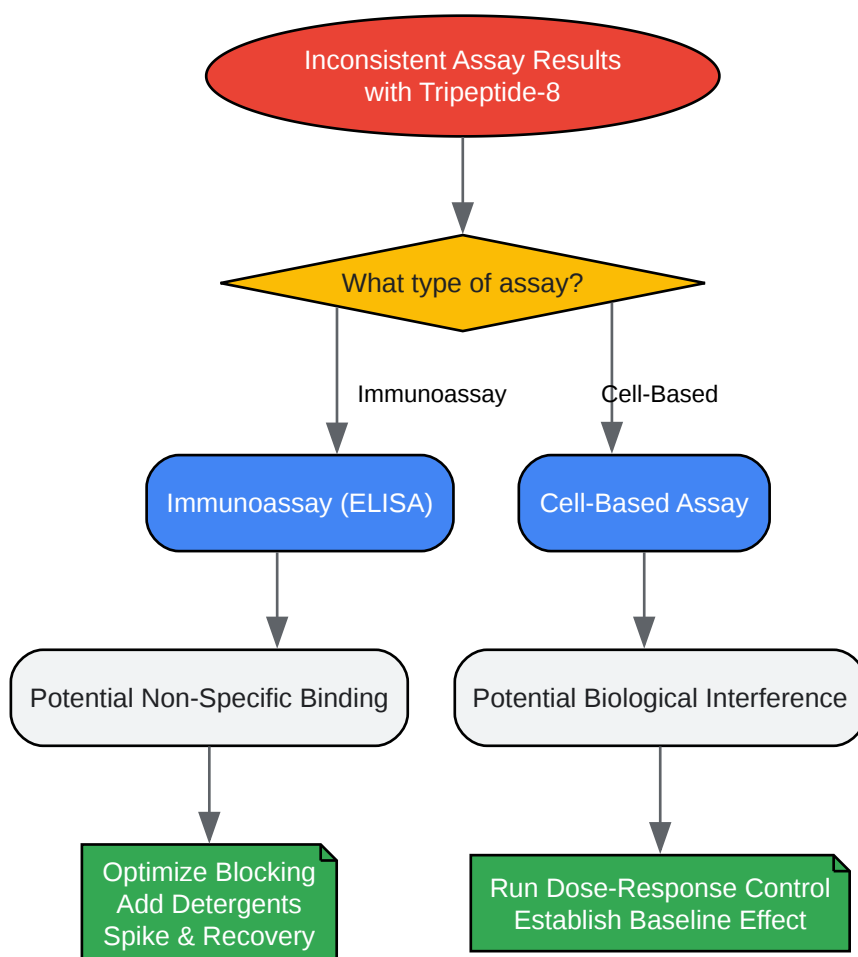 Inconsistent Assay Results
with Tripeptide-8
What type of assay?
Immunoassay
Cell-Based
Immunoassay (ELISA)
Cell-Based Assay
Potential Non-Specific Binding
Potential Biological Interference
Optimize Blocking
Add Detergents
Spike & Recovery
Run Dose-Response Control
Establish Baseline Effect